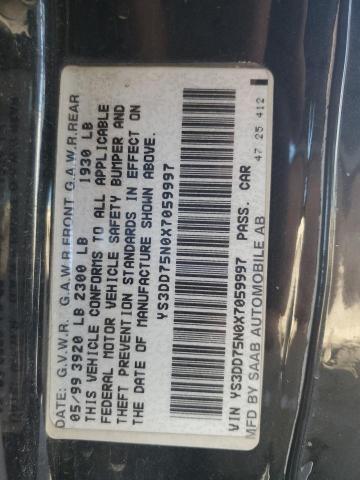 DATE: G.V.W.R. G.A.W.R.FRONT G.A.W.R.REAR
05/99 3920 LB 2300 LB 1930 LB
THIS VEHICLE CONFORMS TO ALL APPLICABLE
FEDERAL MOTOR VEHICLE SAFETY BUMPER AND
THEFT PREVENTION STANDARDS IN EFFECT ON
THE DATE OF MANUFACTURE SHOWN ABOVE.
YS3DD75N0X7059997
VIN YS3DD75N0X7059997 PASS. CAR
MFD BY SAAB AUTOMOBILE AB
47 25 412